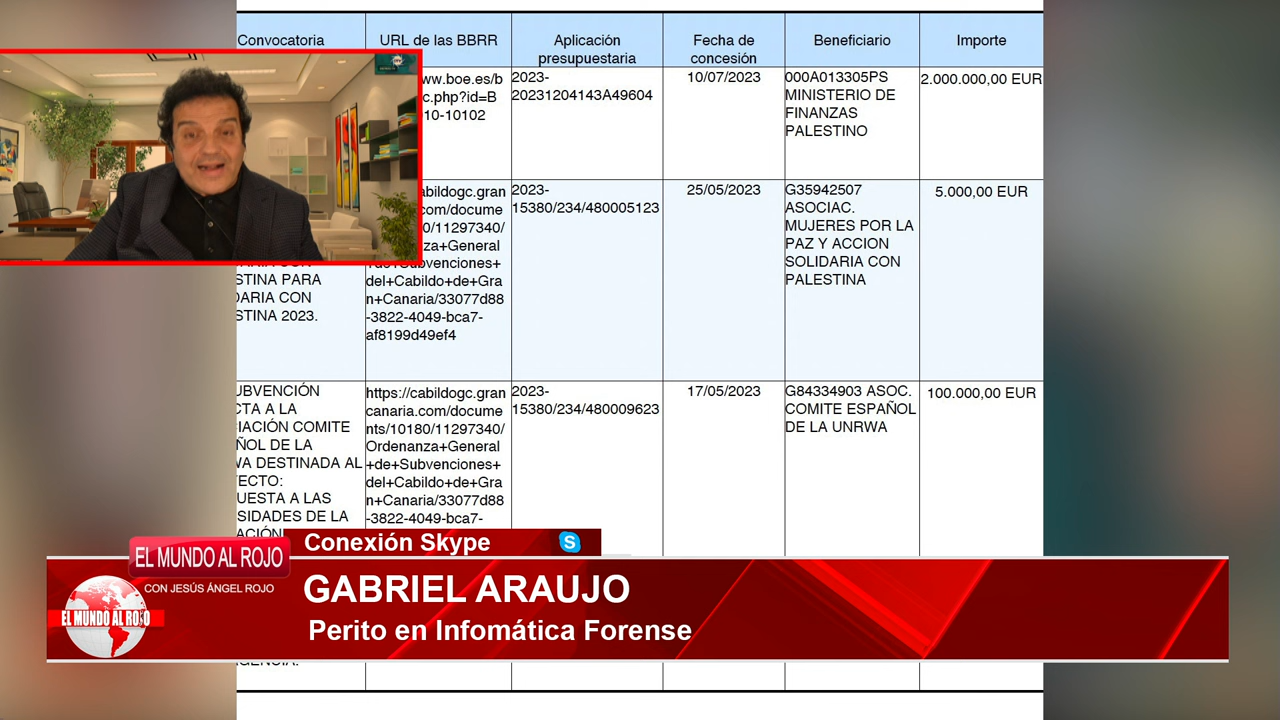 Convocatoria
URL de las BBRR
Aplicación
presupuestaria
Fecha de
concesión
Beneficiario
Importe
ww.boe.es/b
c.php?id=B
10-10102
2023-
20231204143A49604
10/07/2023
000A013305PS
MINISTERIO DE
FINANZAS
PALESTINO
2.000.000,00 EUR
STINA PARA
DARIA CON
STINA 2023.
abildogc.gran
.com/docume
0/11297340/
za+General
+de+Subvenciones+
del+Cabildo+de+Gra
n+Canaria/33077d88
-3822-4049-bca7-
af8199d49ef4
2023-
15380/234/480005123
25/05/2023
G35942507
ASOCIAC.
MUJERES POR LA
PAZ Y ACCION
SOLIDARIA CON
PALESTINA
5.000,00 EUR
UBVENCIÓN
CTA A LA
CIACIÓN COMITE
ÑOL DE LA
WA DESTINADA AL
YECTO:
UESTA A LAS
SIDADES DE LA
ACIÓN
https://cabildogc.gran
canaria.com/docume
nts/10180/11297340/
Ordenanza+General
+de+Subvenciones+
del+Cabildo+de+Gra
n+Canaria/33077d88
-3822-4049-bca7-
2023-
15380/234/480009623
17/05/2023
G84334903 ASOC.
COMITE ESPAÑOL
DE LA UNRWA
100.000,00 EUR
Conexión Skype
EL MUNDO AL ROJO
CON JESÚS ÁNGEL ROJO
EL MUNDO AL ROJO
GABRIEL ARAUJO
Perito en Infomática Forense